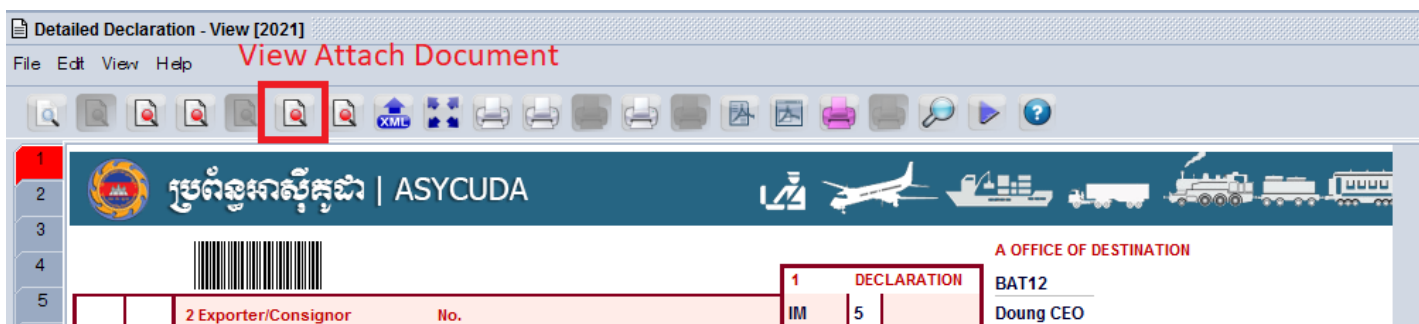 Detailed Declaration - View [2021]
View Attach Document
File Edit View Help
XML
1
2
3
4
5
ប្រព័ន្ធអាស៊ីគូដា | ASYCUDA
A OFFICE OF DESTINATION
1 DECLARATION
BAT12
2 Exporter/Consignor No.
IM 5
Doung CEO